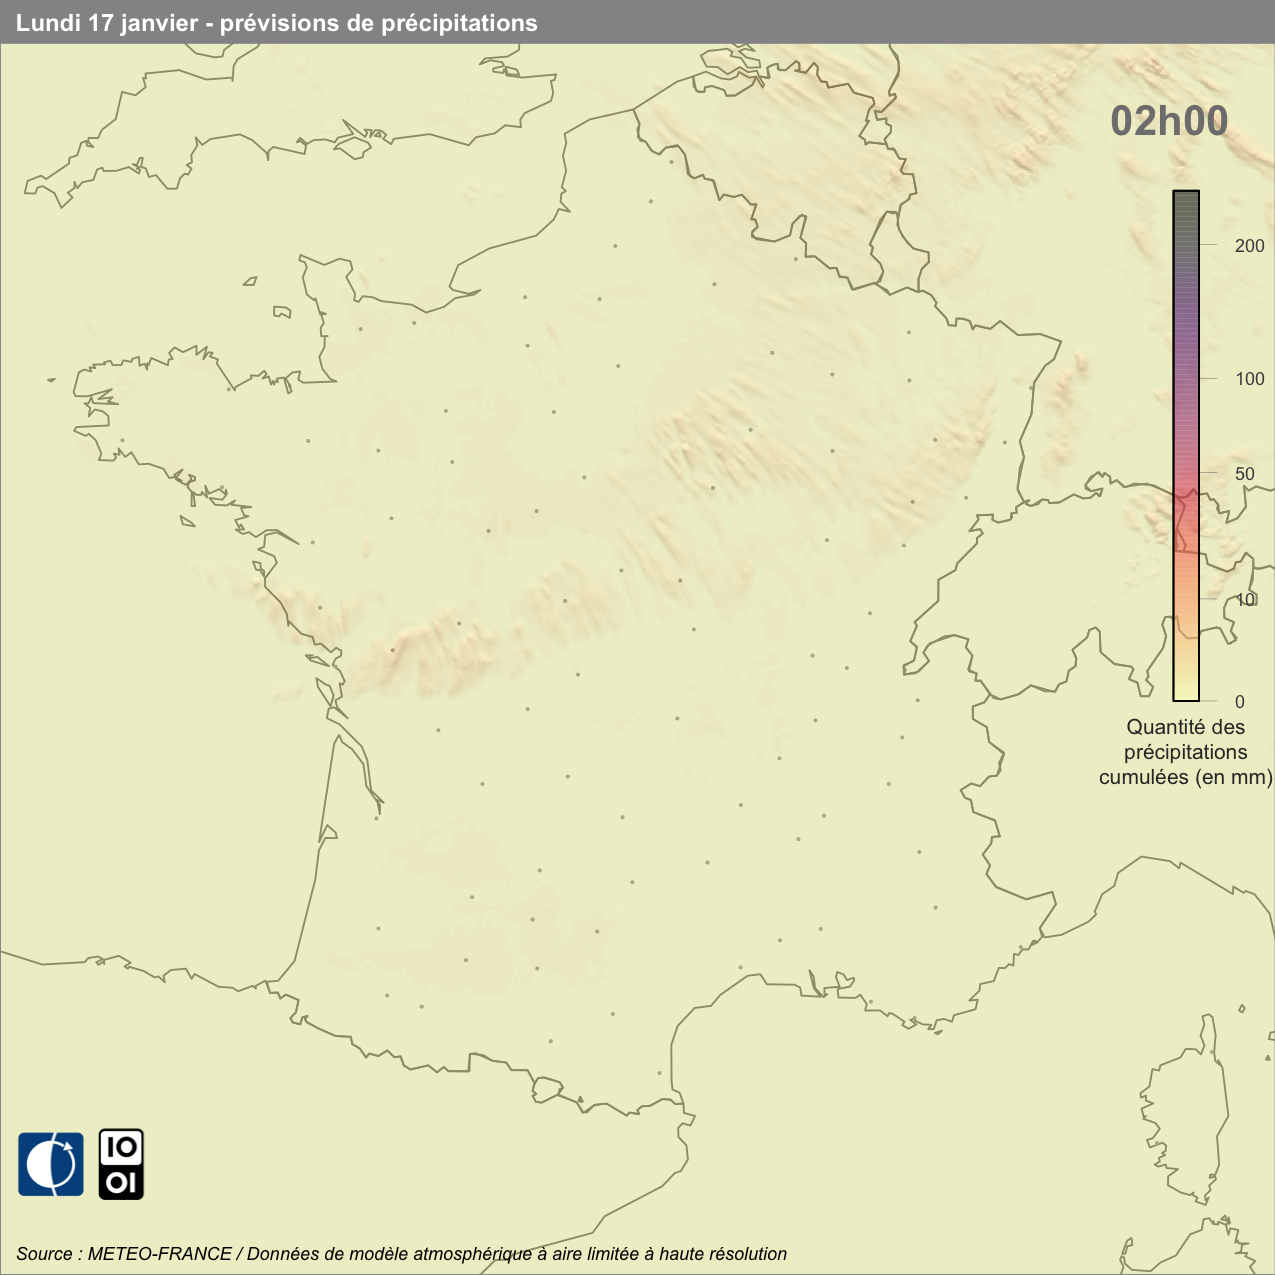 Lundi 17 janvier - prévisions de précipitations
02h00
200
100
50
10
0
Quantité des
précipitations
cumulées (en mm)
IO
OI
Source : METEO-FRANCE / Données de modèle atmosphérique à aire limitée à haute résolution